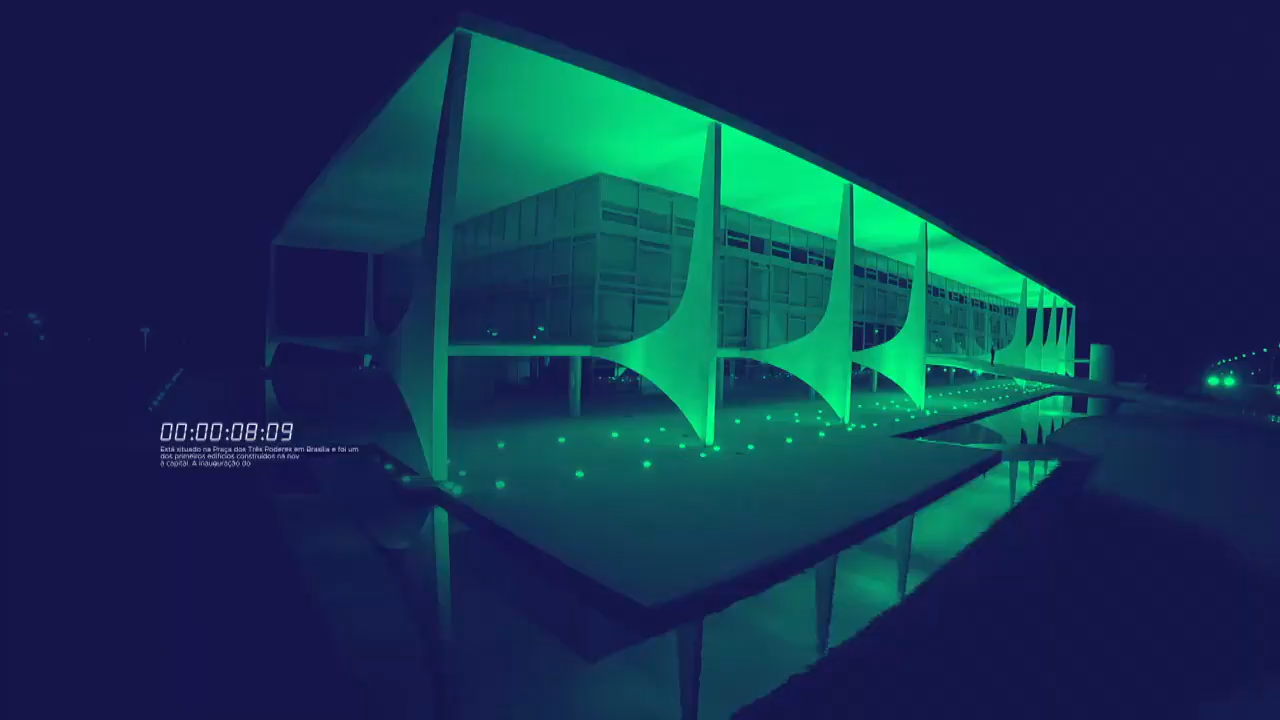 00:00:08:09
Está situado na Praça dos Três Poderes em Brasília e foi um
dos primeiros edifícios construídos na nov
a capital. A inauguração do